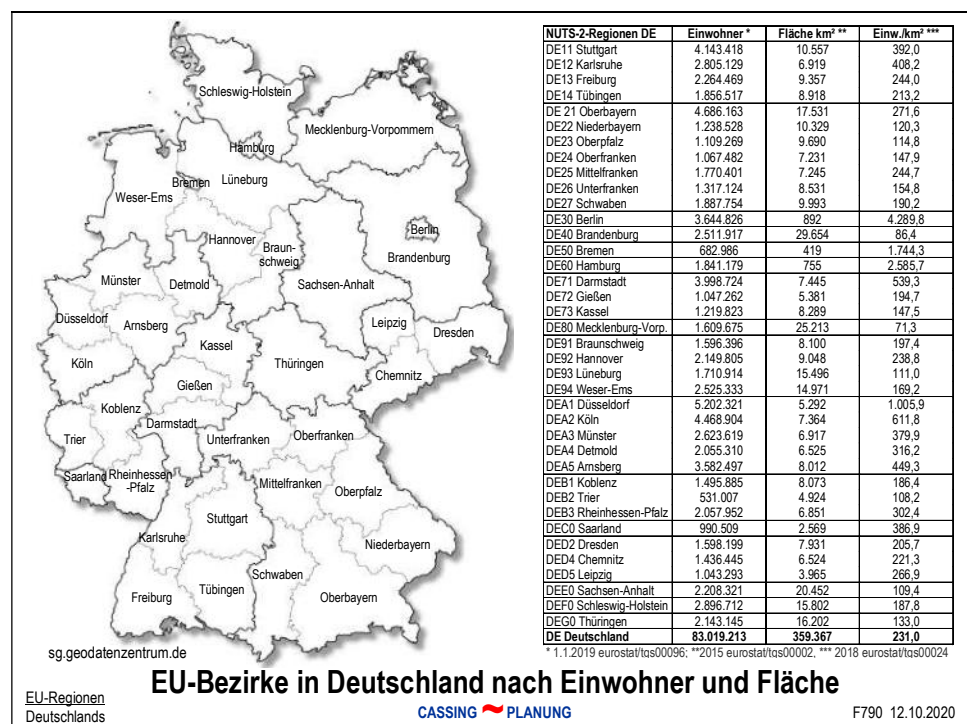 Schleswig-Holstein
Mecklenburg-Vorpommern
Hamburg
Bremen
Lüneburg
Weser-Ems
Berlin
Hannover
Braun-
schweig
Brandenburg
Münster
Detmold
Sachsen-Anhalt
Düsseldorf
Arnsberg
Leipzig
Dresden
Kassel
Köln
Thüringen
Chemnitz
Gießen
Koblenz
Darmstadt
Trier
Unterfranken
Oberfranken
Saarland
Rheinhessen
-Pfalz
Mittelfranken
Oberpfalz
Stuttgart
Karlsruhe
Niederbayern
Schwaben
Freiburg
Tübingen
Oberbayern
sg.geodatenzentrum.de
NUTS-2-Regionen DE Einwohner * Fläche km² ** Einw./km² ***
DE11 Stuttgart 4.143.418 10.557 392,0
DE12 Karlsruhe 2.805.129 6.919 408,2
DE13 Freiburg 2.264.469 9.357 244,0
DE14 Tübingen 1.856.517 8.918 213,2
DE 21 Oberbayern 4.686.163 17.531 271,6
DE22 Niederbayern 1.238.528 10.329 120,3
DE23 Oberpfalz 1.109.269 9.690 114,8
DE24 Oberfranken 1.067.482 7.231 147,9
DE25 Mittelfranken 1.770.401 7.245 244,7
DE26 Unterfranken 1.317.124 8.531 154,8
DE27 Schwaben 1.887.754 9.993 190,2
DE30 Berlin 3.644.826 892 4.289,8
DE40 Brandenburg 2.511.917 29.654 86,4
DE50 Bremen 682.986 419 1.744,3
DE60 Hamburg 1.841.179 755 2.585,7
DE71 Darmstadt 3.998.724 7.445 539,3
DE72 Gießen 1.047.262 5.381 194,7
DE73 Kassel 1.219.823 8.289 147,5
DE80 Mecklenburg-Vorp. 1.609.675 25.213 71,3
DE91 Braunschweig 1.596.396 8.100 197,4
DE92 Hannover 2.149.805 9.048 238,8
DE93 Lüneburg 1.710.914 15.496 111,0
DE94 Weser-Ems 2.525.333 14.971 169,2
DEA1 Düsseldorf 5.202.321 5.292 1.005,9
DEA2 Köln 4.468.904 7.364 611,8
DEA3 Münster 2.623.619 6.917 379,9
DEA4 Detmold 2.055.310 6.525 316,2
DEA5 Arnsberg 3.582.497 8.012 449,3
DEB1 Koblenz 1.495.885 8.073 186,4
DEB2 Trier 531.007 4.924 108,2
DEB3 Rheinhessen-Pfalz 2.057.952 6.851 302,4
DEC0 Saarland 990.509 2.569 386,9
DED2 Dresden 1.598.199 7.931 205,7
DED4 Chemnitz 1.436.445 6.524 221,3
DED5 Leipzig 1.043.293 3.965 266,9
DEE0 Sachsen-Anhalt 2.208.321 20.452 109,4
DEF0 Schleswig-Holstein 2.896.712 15.802 187,8
DEG0 Thüringen 2.143.145 16.202 133,0
DE Deutschland 83.019.213 359.367 231,0
* 1.1.2019 eurostat/tgs00096; **2015 eurostat/tgs00002, *** 2018 eurostat/tgs00024
EU-Bezirke in Deutschland nach Einwohner und Fläche
EU-Regionen
Deutschlands
CASSING PLANUNG
F790 12.10.2020